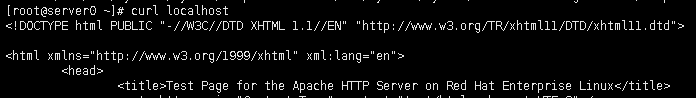 [root@server0 ~]# curl localhost
<!DOCTYPE html PUBLIC "-//W3C//DTD XHTML 1.1//EN" "http://www.w3.org/TR/xhtml11/DTD/xhtml11.dtd">
<html xmlns="http://www.w3.org/1999/xhtml" xml:lang="en">
<head>
<title>Test Page for the Apache HTTP Server on Red Hat Enterprise Linux</title>